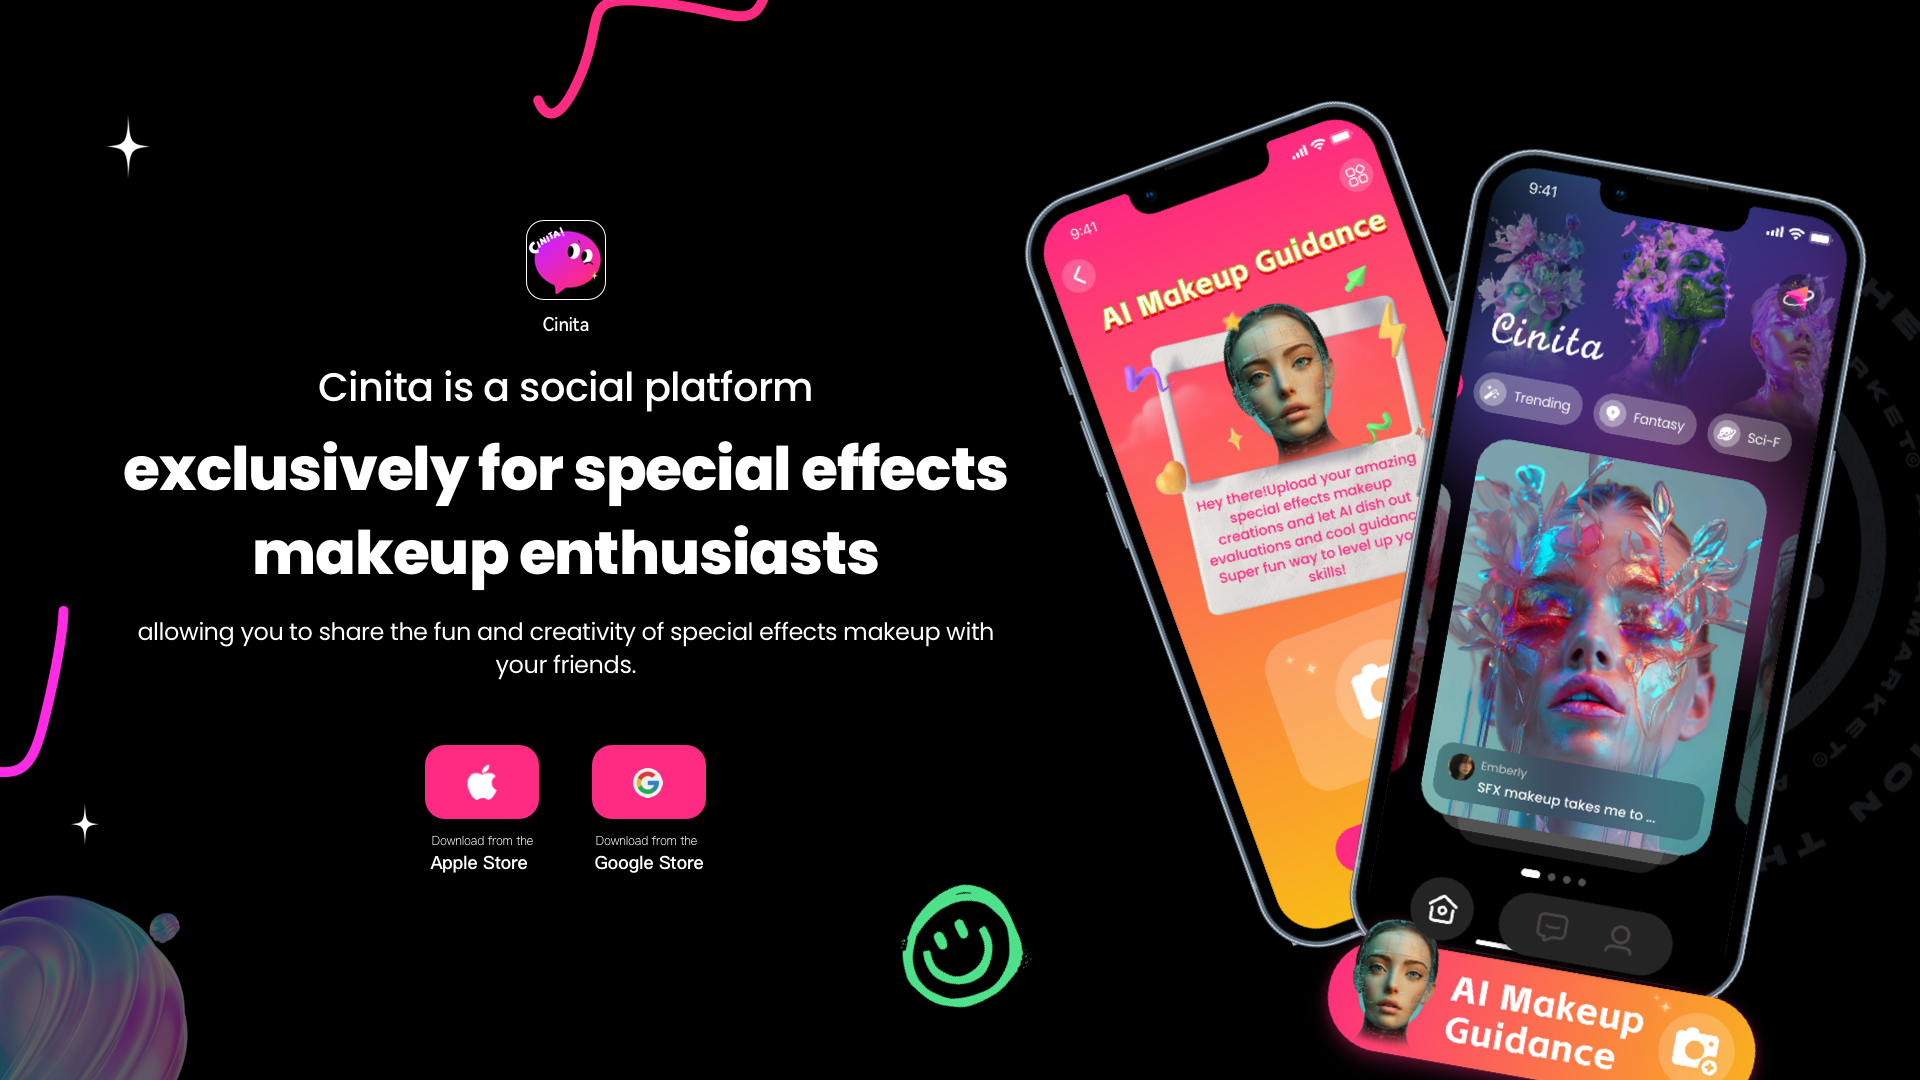 CINITA!
Cinita
Cinita is a social platform
exclusively for special effects
makeup enthusiasts
allowing you to share the fun and creativity of special effects makeup with
your friends.
Download from the
Apple Store
Download from the
Google Store
9:41
AI Makeup Guidance
Hey there!Upload your amazing
special effects makeup
creations and let AI dish out
evaluations and cool guidanc
Super fun way to level up yo
skills!
9:41
Cinita
Trending
Fantasy
Sci-F
Emberly
SFX makeup takes me to ...
AI Makeup
Guidance